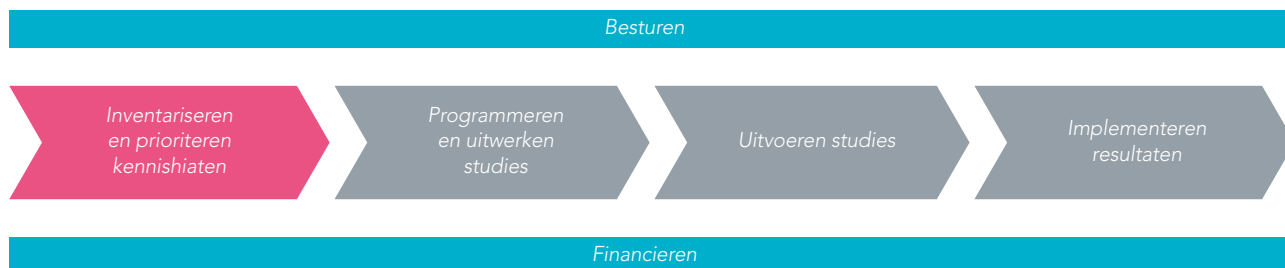 Besturen
Inventariseren
en prioriteren
kennishiaten
Programmeren
en uitwerken
studies
Uitvoeren studies
Implementeren
resultaten
Financieren